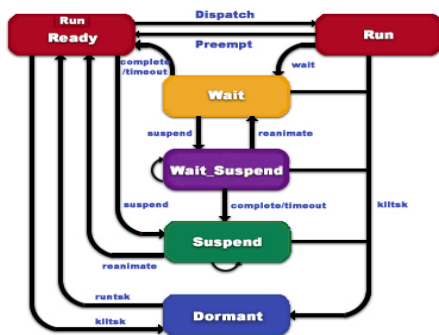 Dispatch
Run
Ready
Run
Preempt
complete
/timeout
wait
Wait
suspend
reanimate
Wait_Suspend
complete/timeout
kiltsk
suspend
Suspend
reanimate
runtsk
Dormant
kiltsk